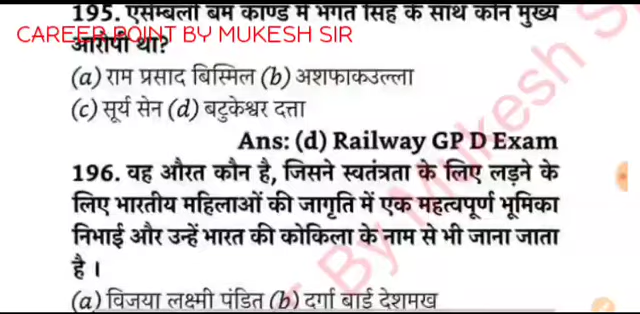 195. एसेम्बली बम काण्ड में भगत सिंह के साथ कौन मुख्य
CAREER POINT BY MUKESH SIR
आरोपी था?
(a) राम प्रसाद बिस्मिल (b) अशफाकउल्ला
(c) सूर्य सेन (d) बटुकेश्वर दत्ता
Ans: (d) Railway GP D Exam
196. वह औरत कौन है, जिसने स्वतंत्रता के लिए लड़ने के
लिए भारतीय महिलाओं की जागृति में एक महत्वपूर्ण भूमिका
निभाई और उन्हें भारत की कोकिला के नाम से भी जाना जाता
है ।
(a) विजया लक्ष्मी पंडित (b) दुर्गा बाई देशमुख
By Mukesh S